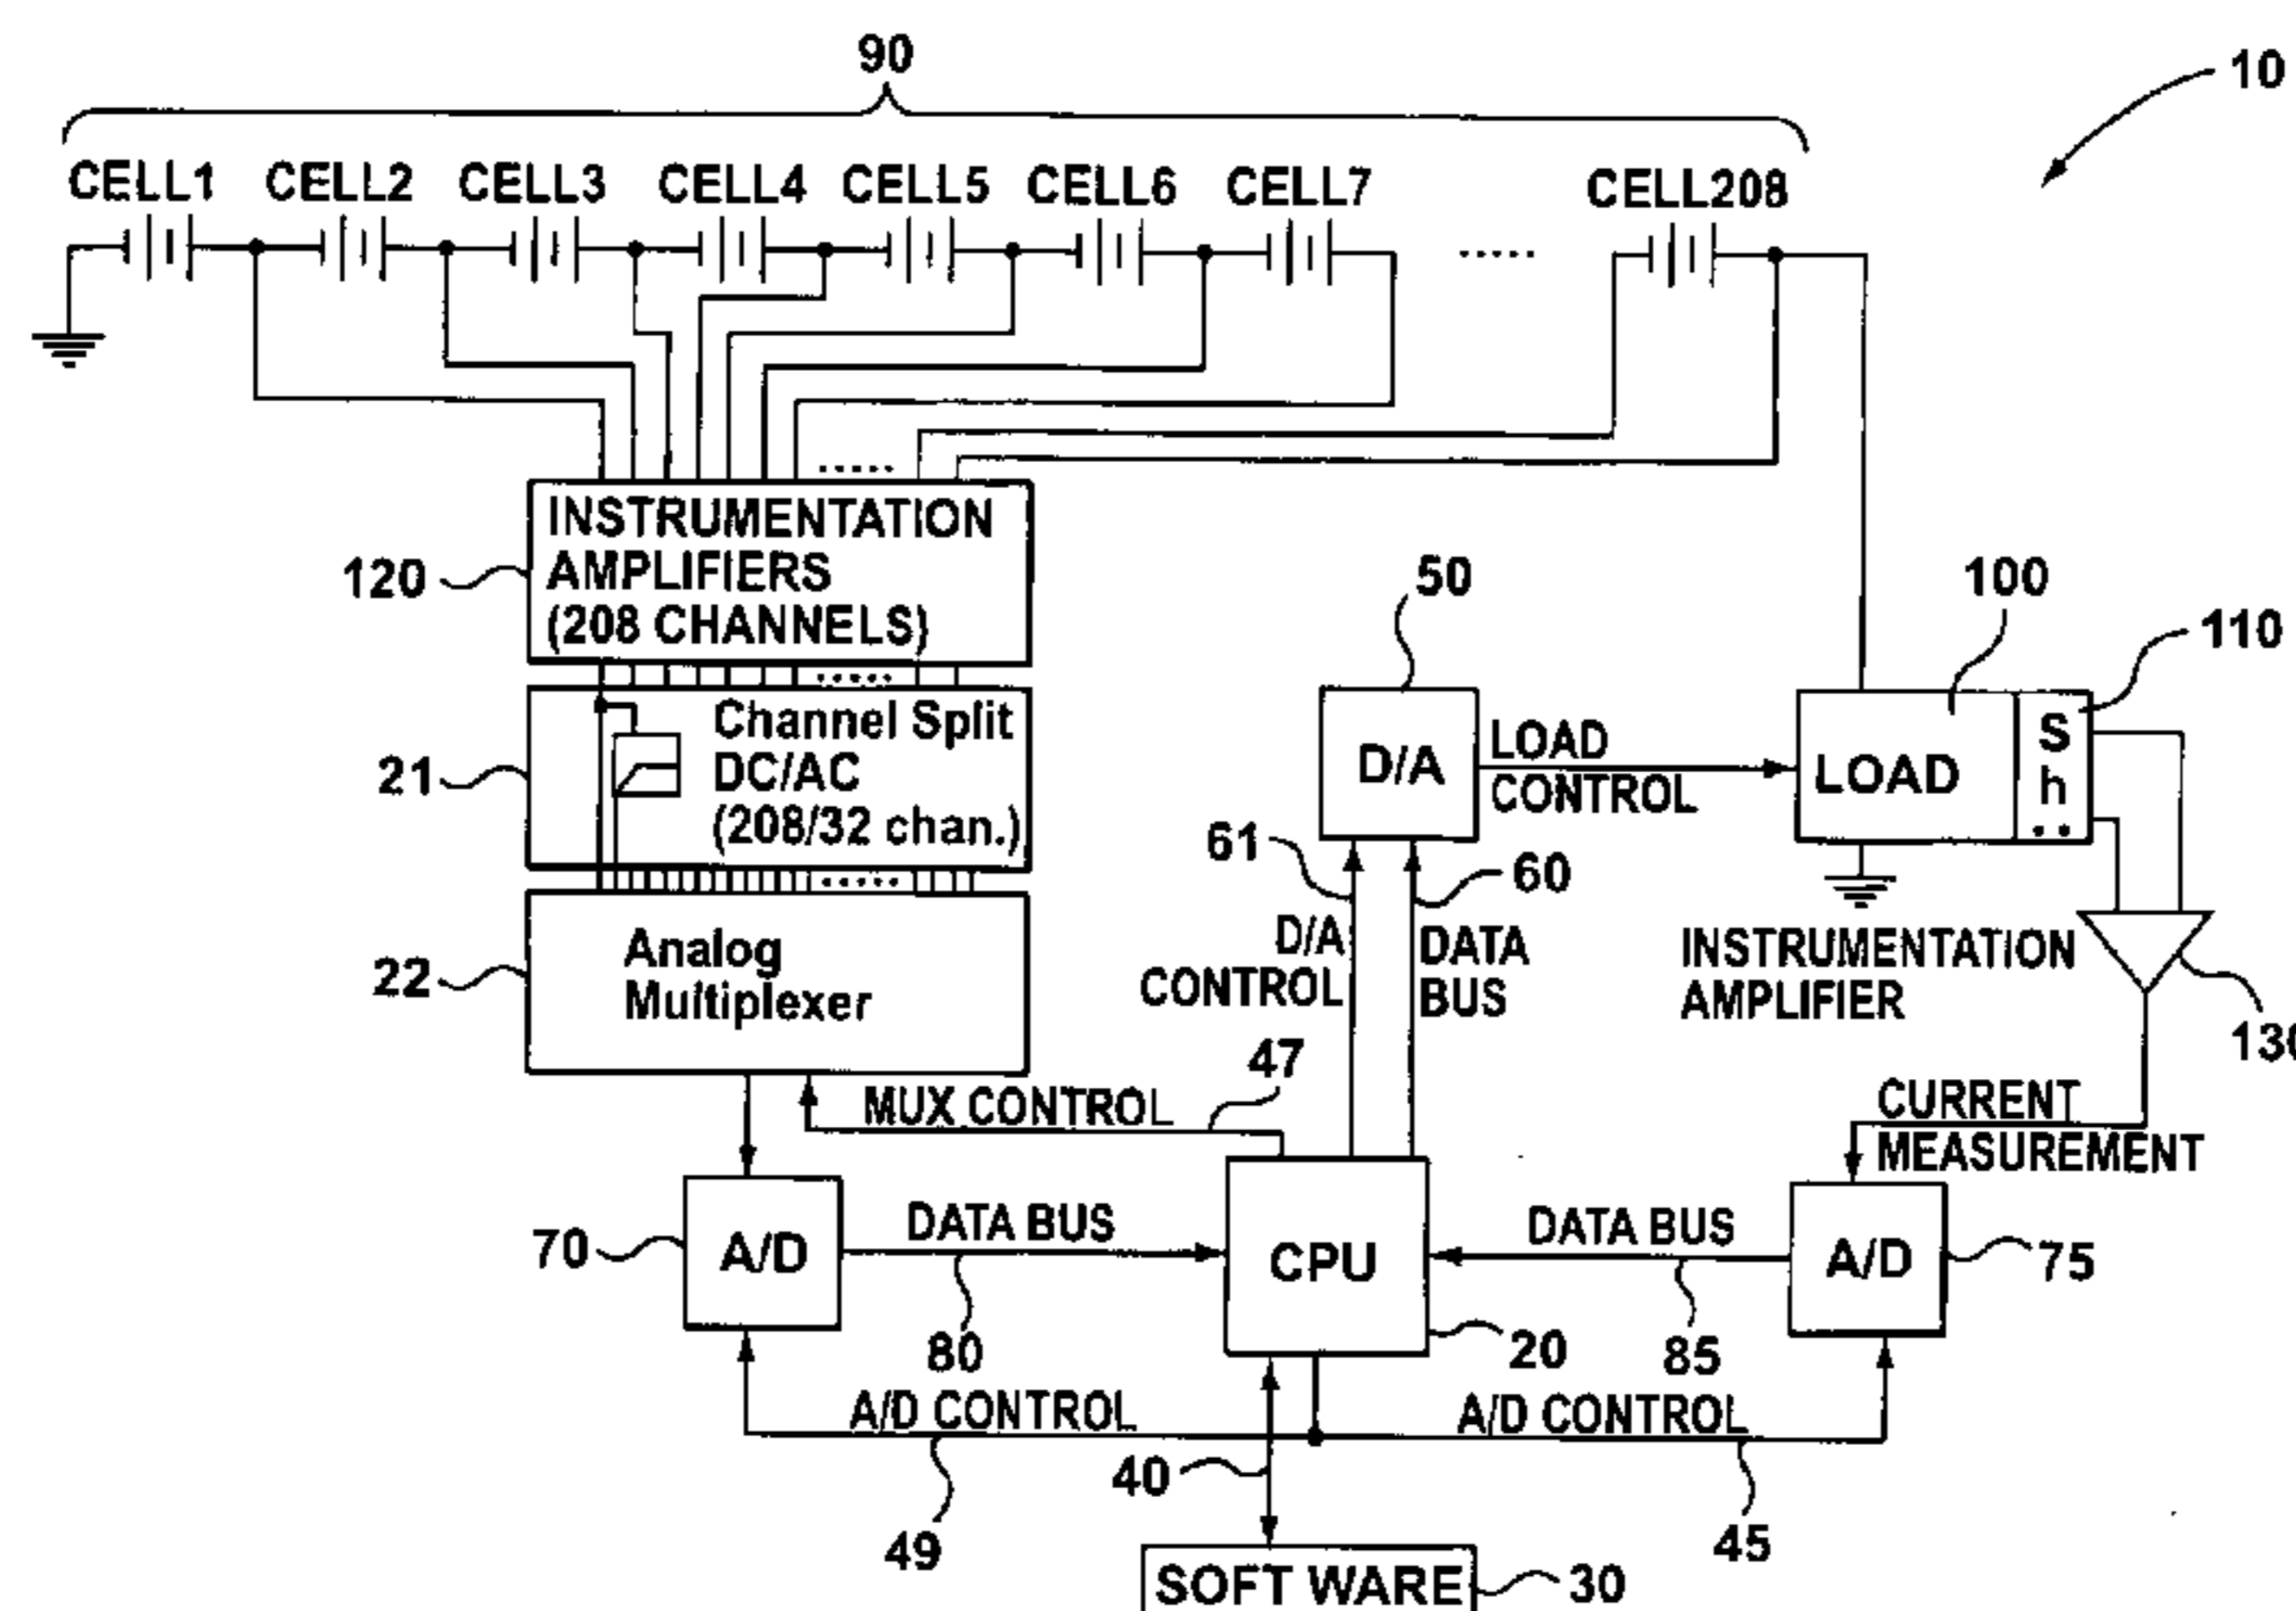 90
10
CELL1 CELL2 CELL3 CELL4 CELL5 CELL6 CELL7 ..... CELL208
.....
INSTRUMENTATION
AMPLIFIERS
(208 CHANNELS)
120
.....
Channel Split
DC/AC
(208/32 chan.)
21
.....
Analog
Multiplexer
22
50
D/A
LOAD
CONTROL
100
110
LOAD
S
h
..
61
60
D/A
CONTROL
DATA
BUS
INSTRUMENTATION
AMPLIFIER
130
47
MUX CONTROL
CURRENT
MEASUREMENT
70
A/D
DATA BUS
80
CPU
20
DATA BUS
85
A/D
75
A/D CONTROL
49
40
A/D CONTROL
45
SOFT WARE
30